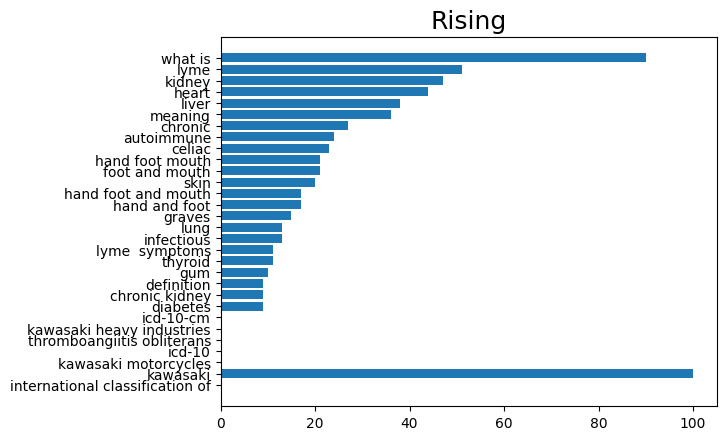 Rising
what is
lyme
kidney
heart
liver
meaning
chronic
autoimmune
celiac
hand foot mouth
foot and mouth
skin
hand foot and mouth
hand and foot
graves
lung
infectious
lyme  symptoms
thyroid
gum
definition
chronic kidney
diabetes
icd-10-cm
kawasaki heavy industries
thromboangiitis obliterans
icd-10
kawasaki motorcycles
kawasaki
international classification of
0 20 40 60 80 100